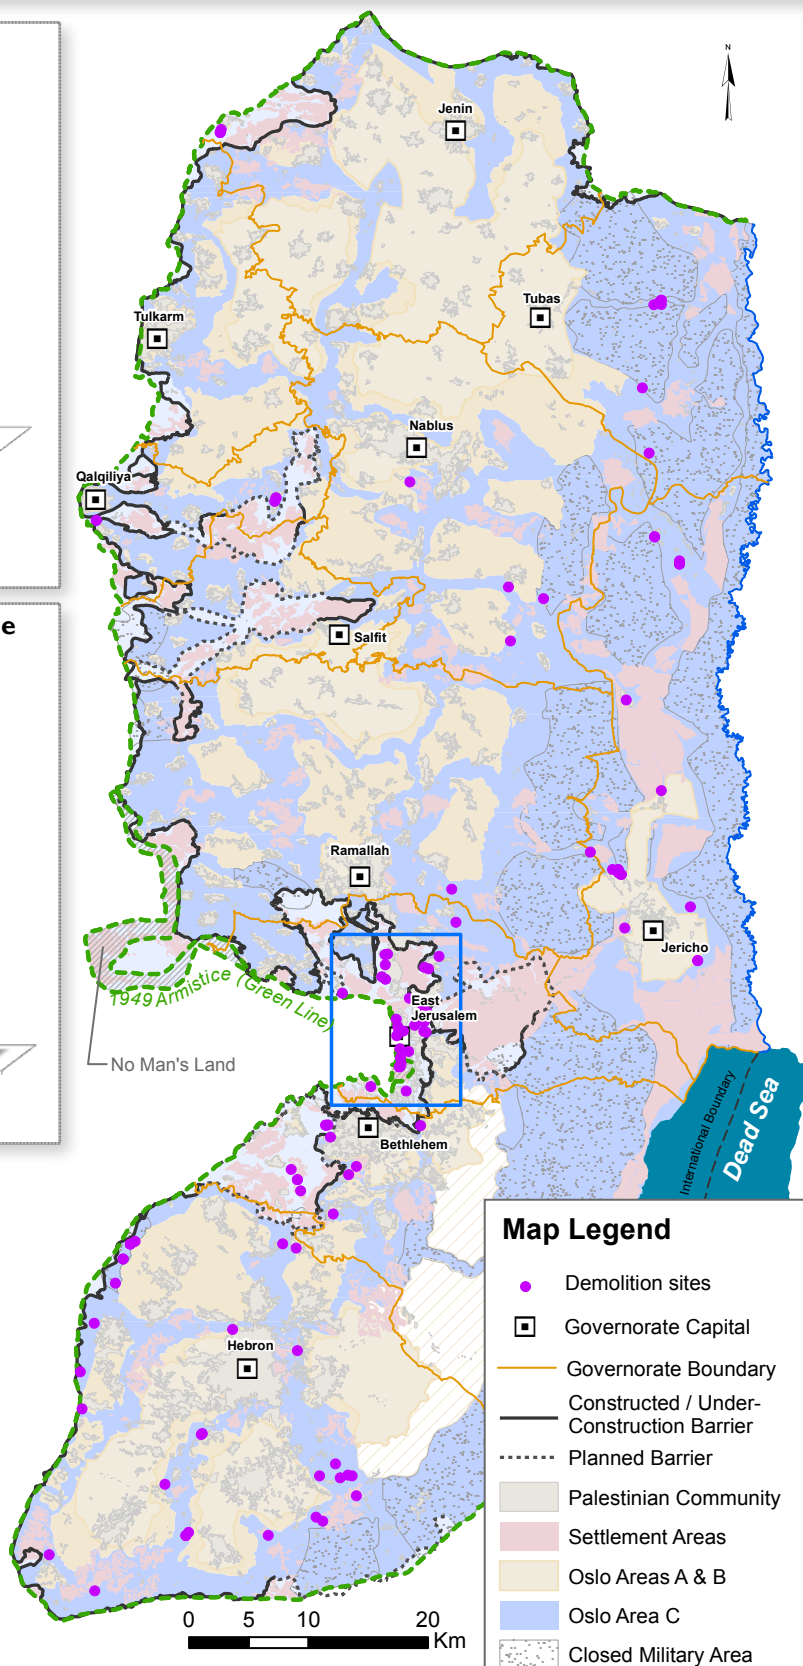 N
Jenin
Tubas
Tulkarm
Nablus
Qalqiliya
e
Salfit
Ramallah
Jericho
1949 Armistice (Green Line)
East
Jerusalem
No Man's Land
Bethlehem
International Boundary
Dead Sea
Hebron
Map Legend
Demolition sites
Governorate Capital
Governorate Boundary
Constructed / Under-
Construction Barrier
Planned Barrier
Palestinian Community
Settlement Areas
Oslo Areas A & B
Oslo Area C
Closed Military Area
0 5 10 20
Km